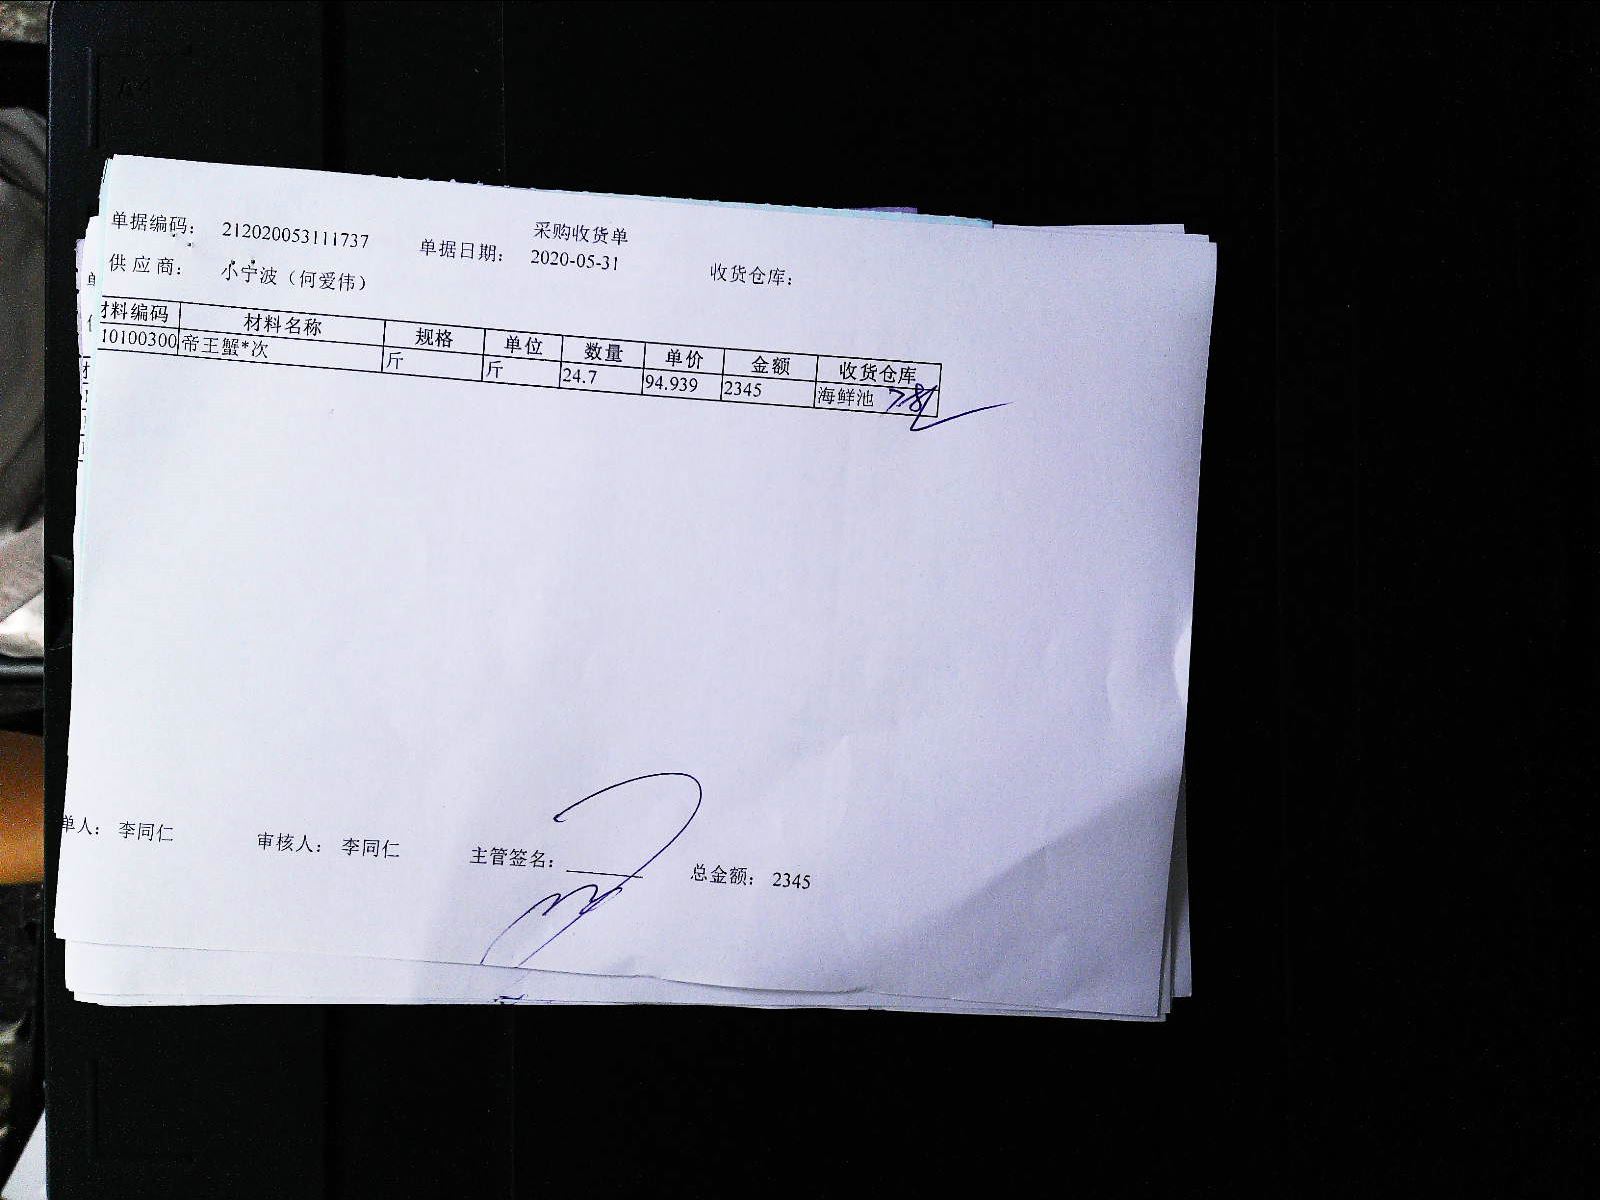 采购收货单
单据编码： 212020053111737 单据日期： 2020-05-31 收货仓库：
供 应 商： 小宁波（何爱伟）
材料编码 材料名称 规格 单位 数量 单价 金额 收货仓库
10100300 帝王蟹*次 斤 斤 24.7 94.939 2345 海鲜池
单人： 李同仁 审核人： 李同仁 主管签名： 总金额： 2345